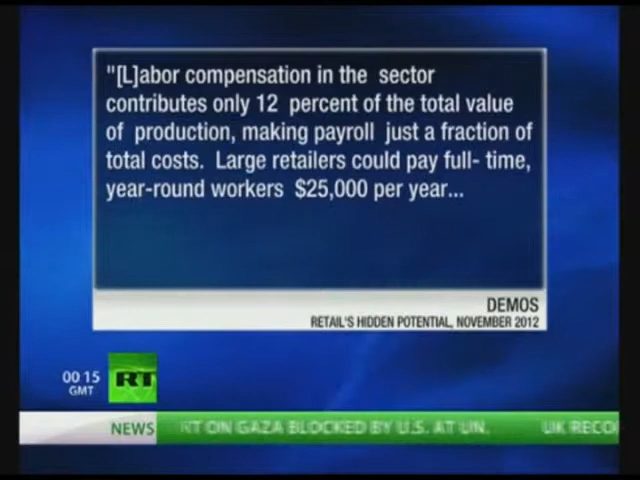 "[L]abor compensation in the sector
contributes only 12 percent of the total value
of production, making payroll just a fraction of
total costs. Large retailers could pay full- time,
year-round workers $25,000 per year...
DEMOS
RETAIL'S HIDDEN POTENTIAL, NOVEMBER 2012
00:15
GMT
RT
NEWS RT ON GAZA BLOCKED BY U.S. AT UN. UK RECO